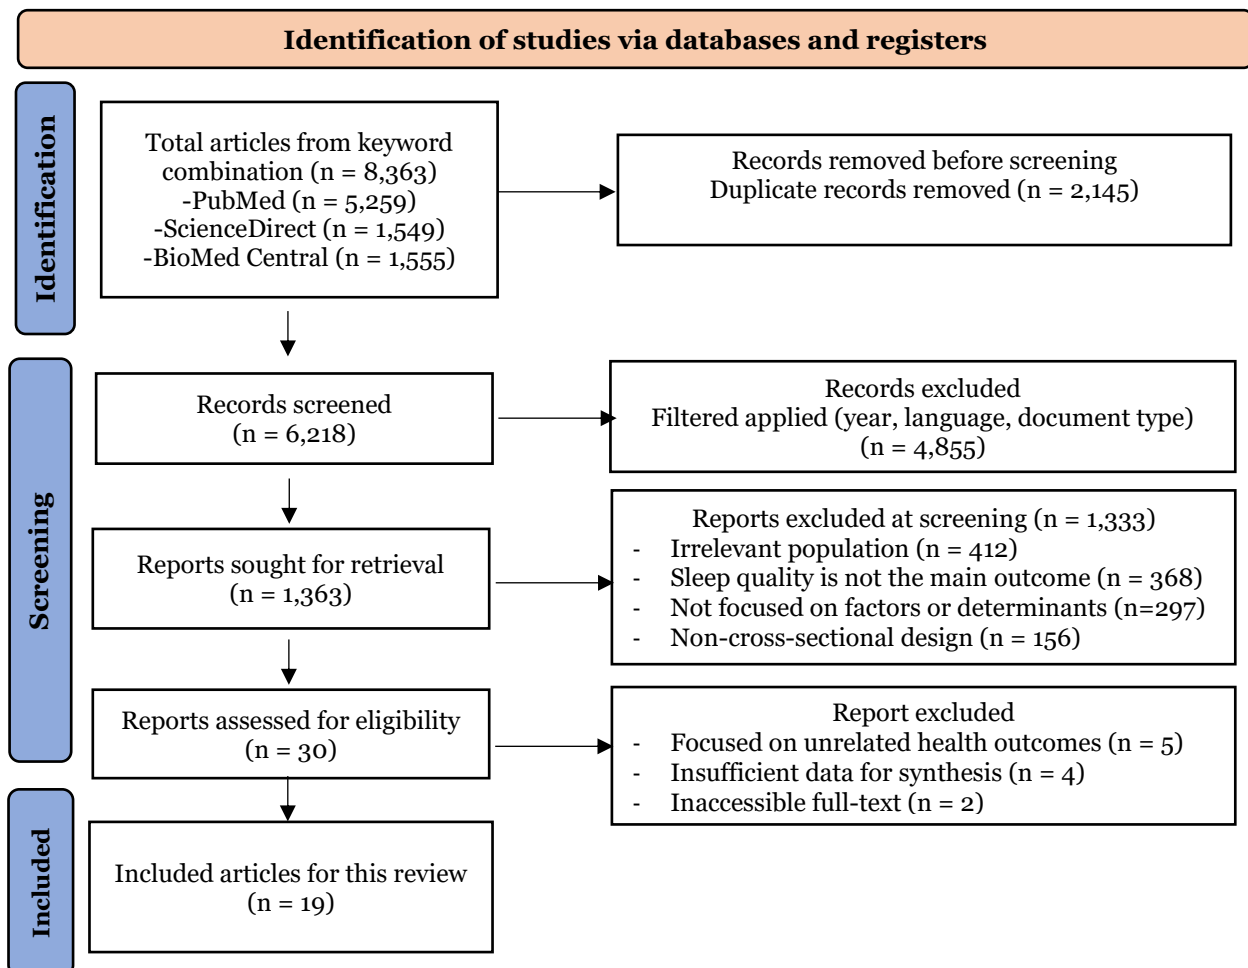 Identification of studies via databases and registers
Identification
Total articles from keyword
combination (n = 8,363)
-PubMed (n = 5,259)
-ScienceDirect (n = 1,549)
-BioMed Central (n = 1,555)
Records removed before screening
Duplicate records removed (n = 2,145)
Screening
Records screened
(n = 6,218)
Records excluded
Filtered applied (year, language, document type)
(n = 4,855)
Reports sought for retrieval
(n = 1,363)
Reports excluded at screening (n = 1,333)
- Irrelevant population (n = 412)
- Sleep quality is not the main outcome (n = 368)
- Not focused on factors or determinants (n=297)
- Non-cross-sectional design (n = 156)
Reports assessed for eligibility
(n = 30)
Report excluded
- Focused on unrelated health outcomes (n = 5)
- Insufficient data for synthesis (n = 4)
- Inaccessible full-text (n = 2)
Included
Included articles for this review
(n = 19)